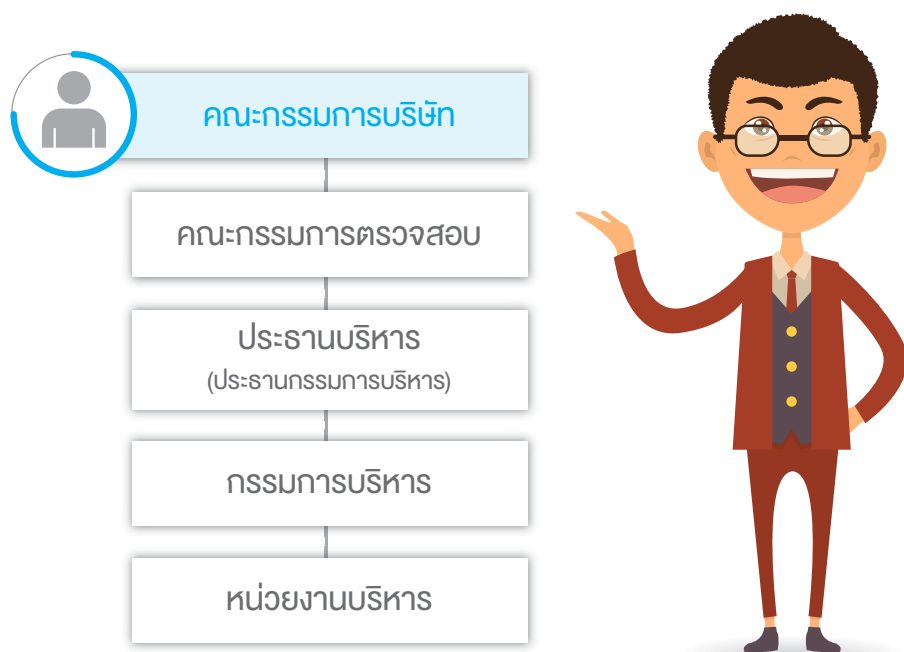 คณะกรรมการบริษัท
คณะกรรมการตรวจสอบ
ประธานบริหาร
(ประธานกรรมการบริหาร)
กรรมการบริหาร
หน่วยงานบริหาร